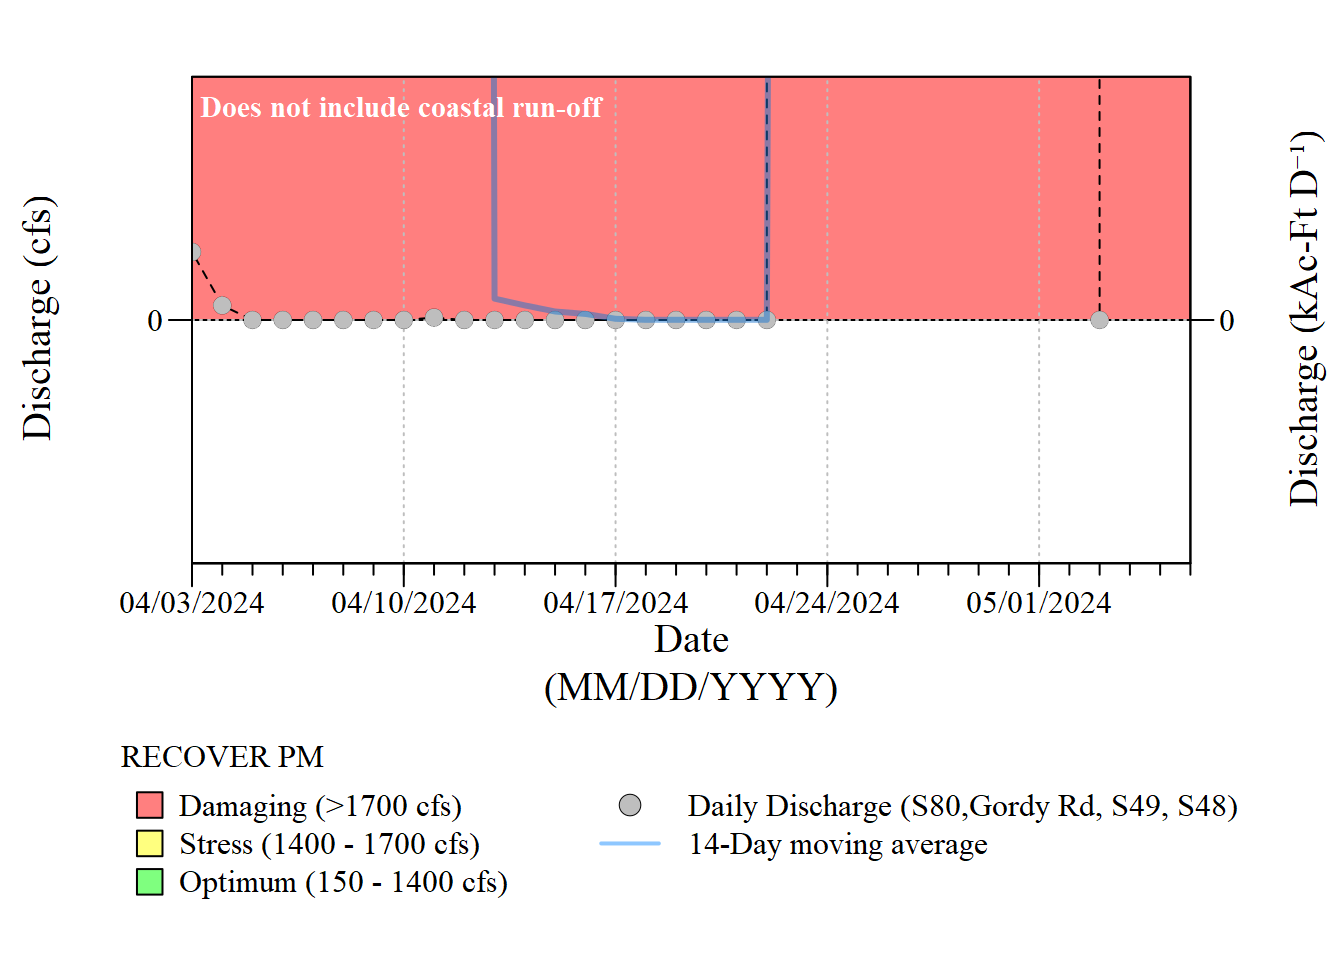 Does not include coastal run-off
Discharge (cfs)
0
0
Discharge (kAc-Ft D⁻¹)
04/03/2024 04/10/2024 04/17/2024 04/24/2024 05/01/2024
Date
(MM/DD/YYYY)
RECOVER PM
Damaging (>1700 cfs)
Stress (1400 - 1700 cfs)
Optimum (150 - 1400 cfs)
Daily Discharge (S80,Gordy Rd, S49, S48)
14-Day moving average